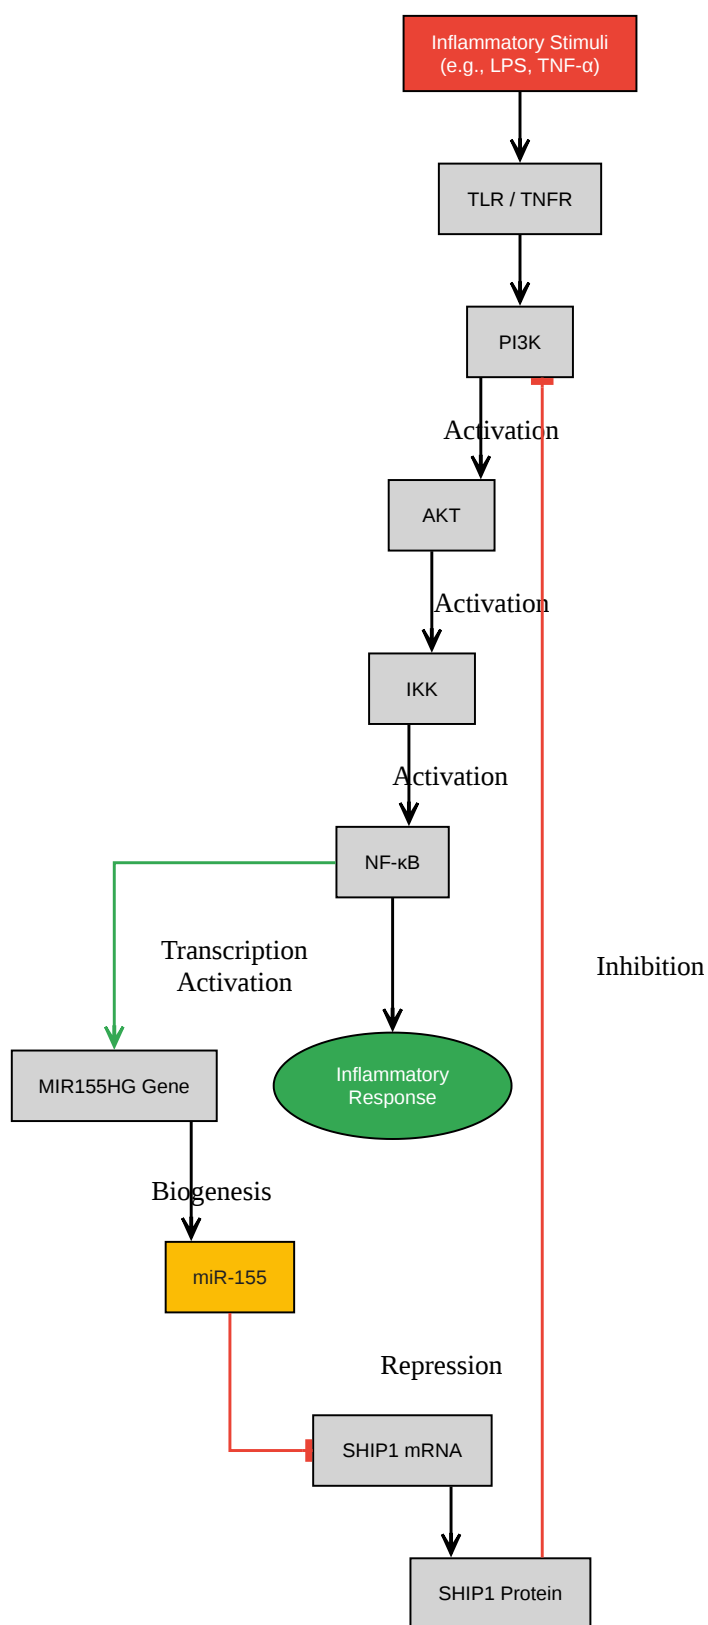 Inflammatory Stimuli
(e.g., LPS, TNF-α)
TLR / TNFR
PI3K
Activation
AKT
Activation
IKK
Activation
NF-κB
Transcription
Activation
Inhibition
MIR155HG Gene
Inflammatory
Response
Biogenesis
miR-155
Repression
SHIP1 mRNA
SHIP1 Protein